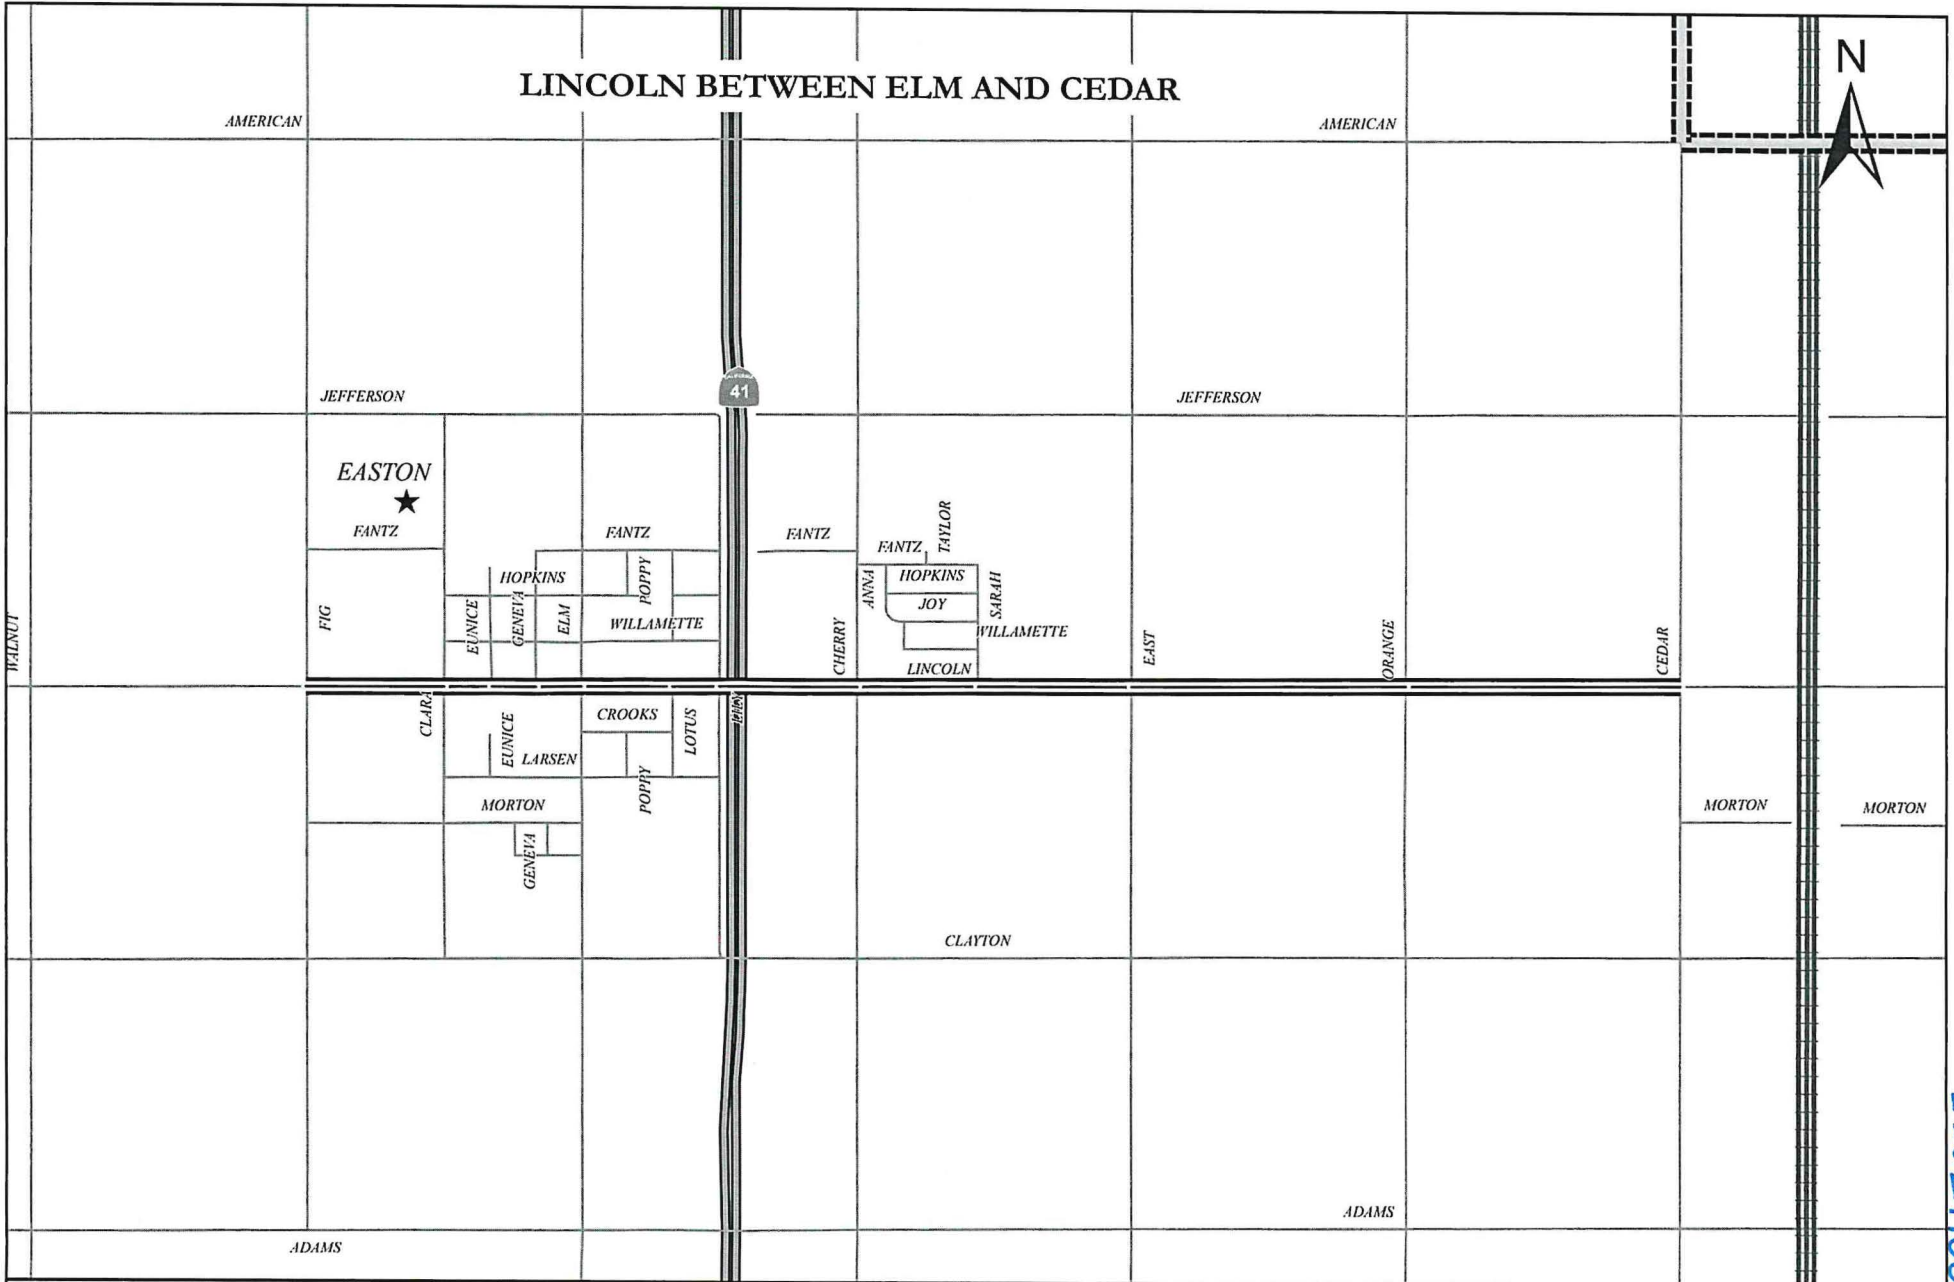 LINCOLN BETWEEN ELM AND CEDAR
N
AMERICAN
AMERICAN
CALIFORNIA
41
JEFFERSON
JEFFERSON
EASTON
FANTZ
FANTZ
FANTZ
FANTZ
TAYLOR
HOPKINS
POPPY
ANNA
HOPKINS
SARAH
JOY
WALNUT
FIG
EUNICE
GENEVA
ELM
WILLAMETTE
CHERRY
WILLAMETTE
EAST
ORANGE
CEDAR
LINCOLN
CLARA
EUNICE
CROOKS
LOTUS
LARSEN
POPPY
MORTON
MORTON
MORTON
GENEVA
CLAYTON
ADAMS
ADAMS